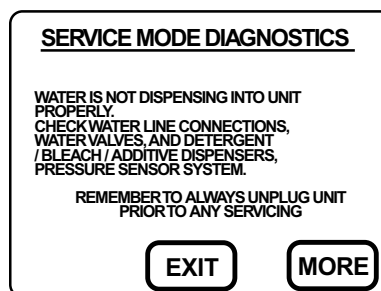 SERVICE MODE DIAGNOSTICS
WATER IS NOT DISPENSING INTO UNIT
PROPERLY.
CHECK WATER LINE CONNECTIONS,
WATER VALVES, AND DETERGENT
/ BLEACH / ADDITIVE DISPENSERS,
PRESSURE SENSOR SYSTEM.
REMEMBER TO ALWAYS UNPLUG UNIT
PRIOR TO ANY SERVICING
EXIT MORE